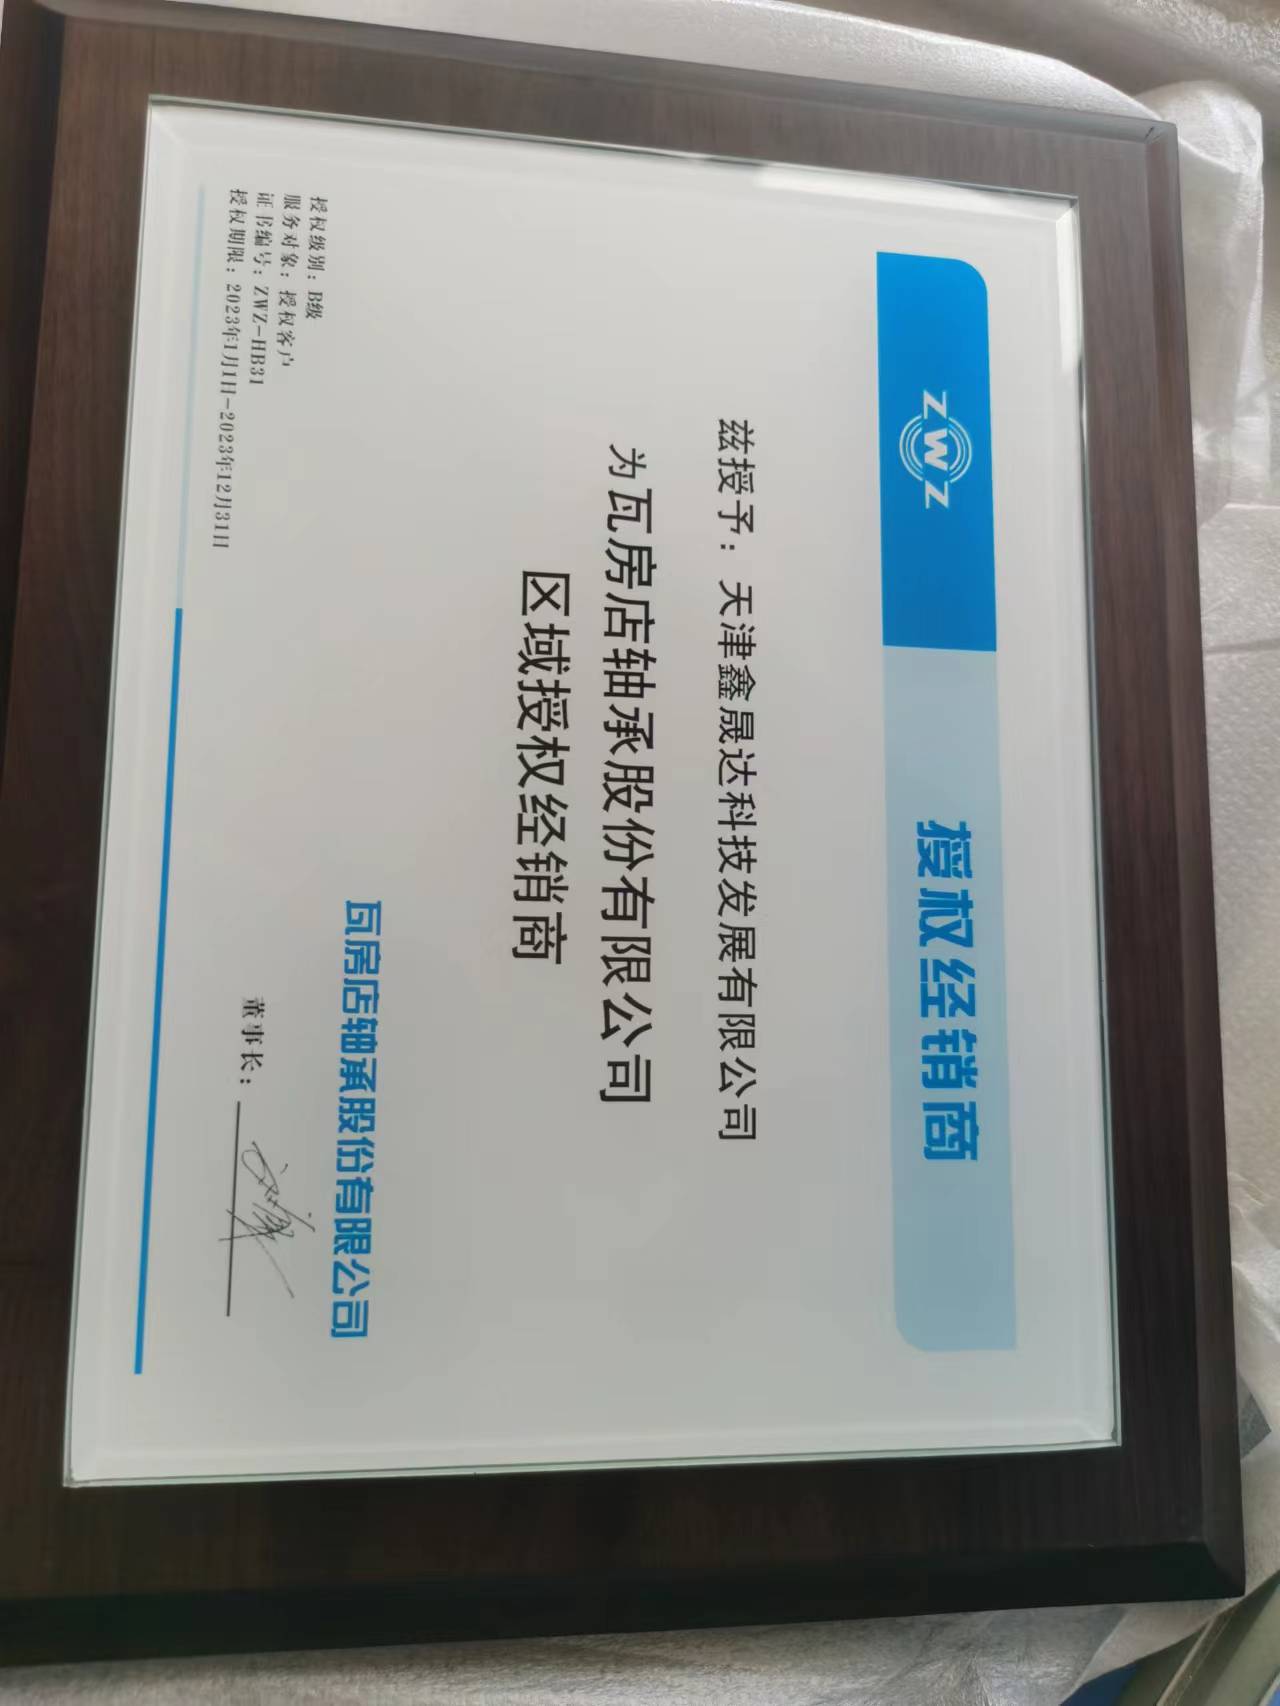 ZWZ
授权经销商
兹授予：天津鑫晟达科技发展有限公司
为瓦房店轴承股份有限公司
区域授权经销商
授权级别：B级
服务对象：授权客户
证书编号：ZWZ-HB31
授权期限：2023年1月1日-2023年12月31日
瓦房店轴承股份有限公司
董事长：